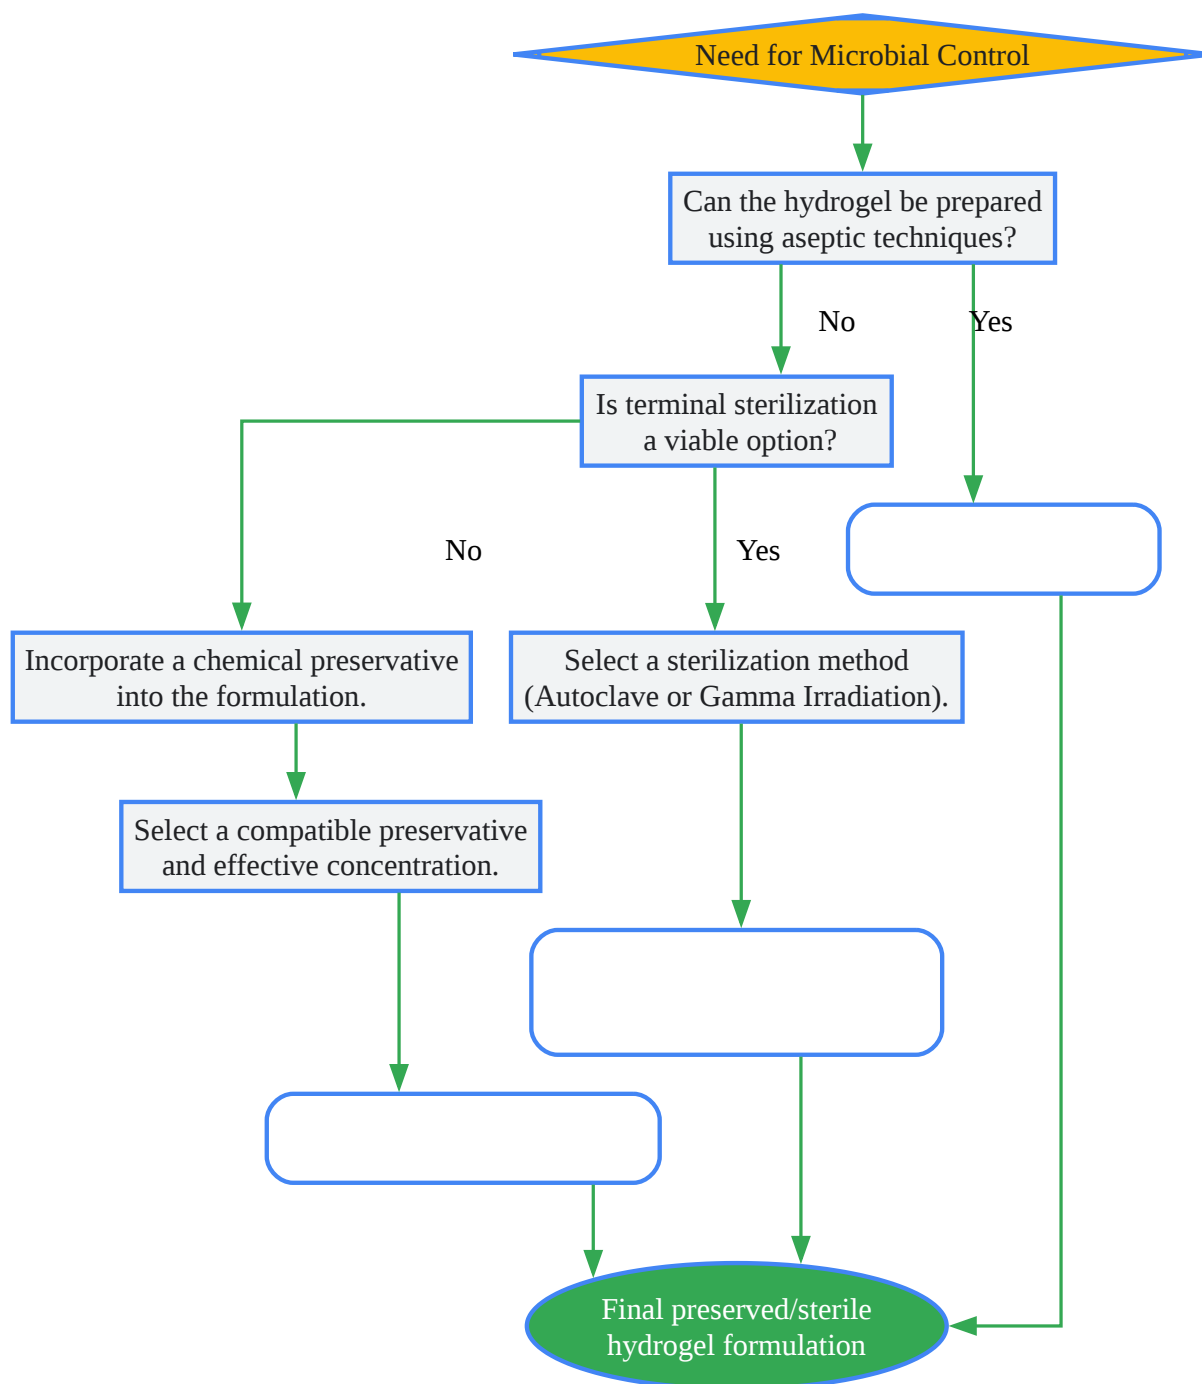 Need for Microbial Control
Can the hydrogel be prepared
using aseptic techniques?
No
Yes
Is terminal sterilization
a viable option?
No
Yes
Incorporate a chemical preservative
into the formulation.
Select a sterilization method
(Autoclave or Gamma Irradiation).
Select a compatible preservative
and effective concentration.
Final preserved/sterile
hydrogel formulation